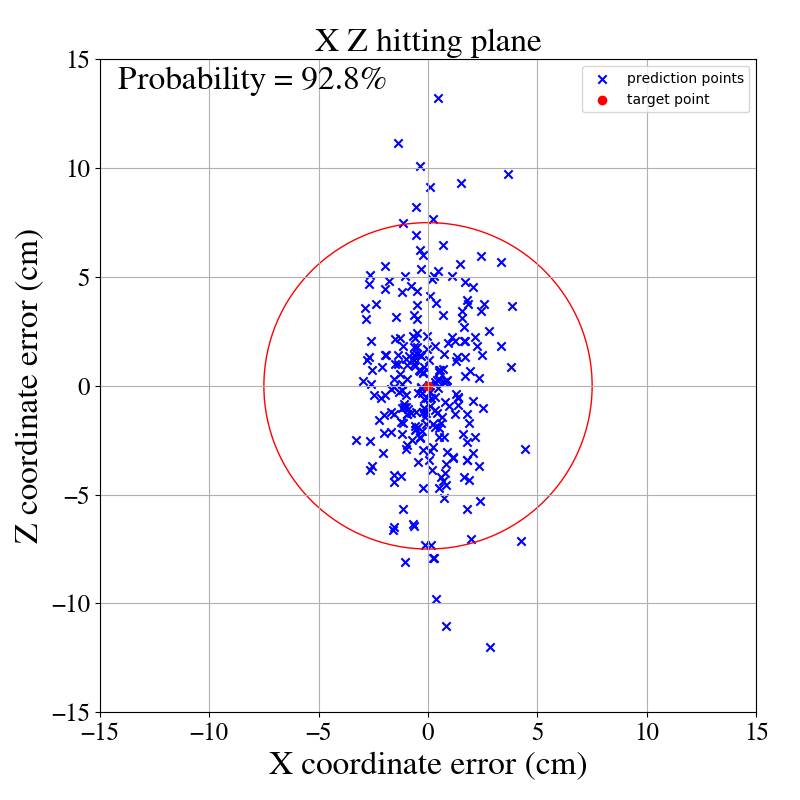 X Z hitting plane
Probability = 92.8%
prediction points
target point
Z coordinate error (cm)
15
10
5
0
−5
−10
−15
−15 −10 −5 0 5 10 15
X coordinate error (cm)